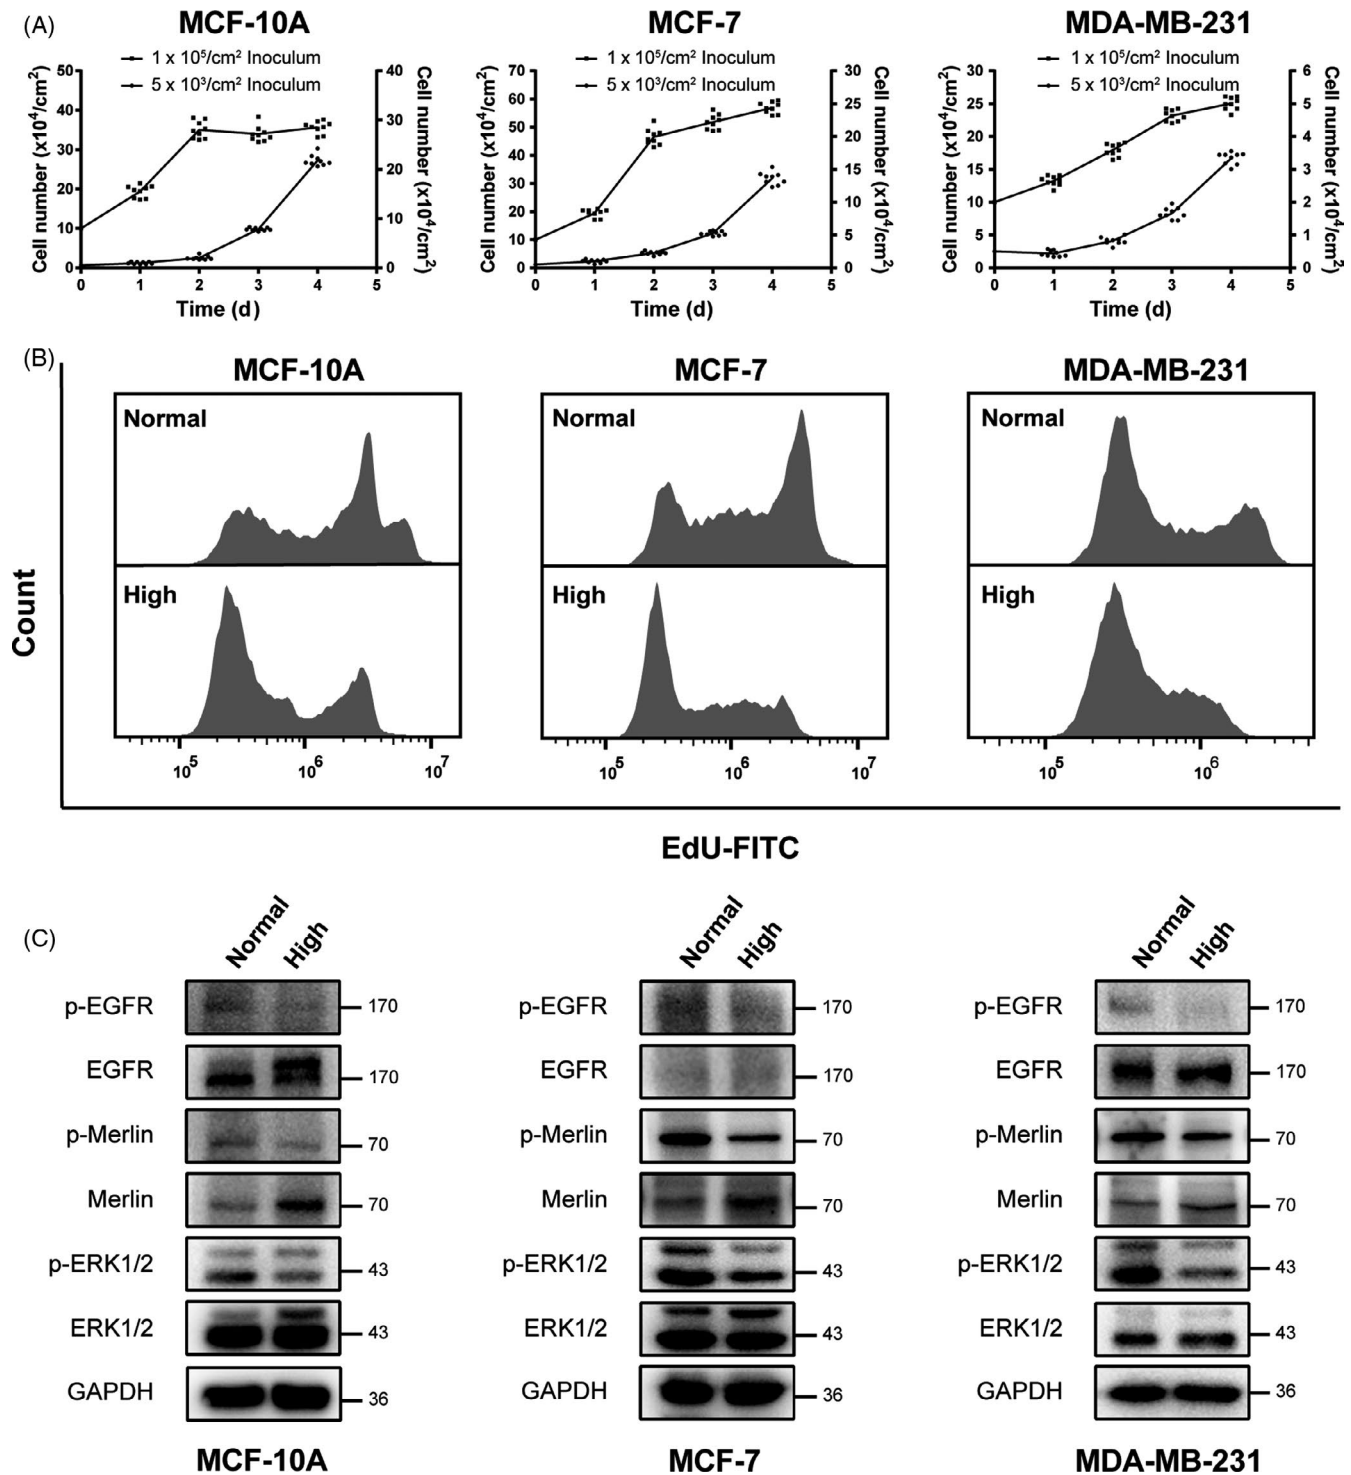 (A)
MCF-10A
MCF-7
MDA-MB-231
1 x 10⁵/cm² Inoculum
5 x 10³/cm² Inoculum
1 x 10⁵/cm² Inoculum
5 x 10³/cm² Inoculum
1 x 10⁵/cm² Inoculum
5 x 10³/cm² Inoculum
Cell number (x10⁴/cm²)
50
40
30
20
10
0
40
30
20
10
0
Cell number (x10⁴/cm²)
0 1 2 3 4 5
Time (d)
Cell number (x10⁴/cm²)
70
60
50
40
30
20
10
0
30
25
20
15
10
5
0
Cell number (x10⁴/cm²)
0 1 2 3 4 5
Time (d)
Cell number (x10⁴/cm²)
30
25
20
15
10
5
0
6
5
4
3
2
1
0
Cell number (x10⁴/cm²)
0 1 2 3 4 5
Time (d)
(B)
MCF-10A
MCF-7
MDA-MB-231
Normal
Normal
Normal
High
High
High
Count
10⁵ 10⁶ 10⁷
10⁵ 10⁶ 10⁷
10⁵ 10⁶
EdU-FITC
(C)
Normal High
p-EGFR 170
EGFR 170
p-Merlin 70
Merlin 70
p-ERK1/2 43
ERK1/2 43
GAPDH 36
MCF-10A
Normal High
p-EGFR 170
EGFR 170
p-Merlin 70
Merlin 70
p-ERK1/2 43
ERK1/2 43
GAPDH 36
MCF-7
Normal High
p-EGFR 170
EGFR 170
p-Merlin 70
Merlin 70
p-ERK1/2 43
ERK1/2 43
GAPDH 36
MDA-MB-231